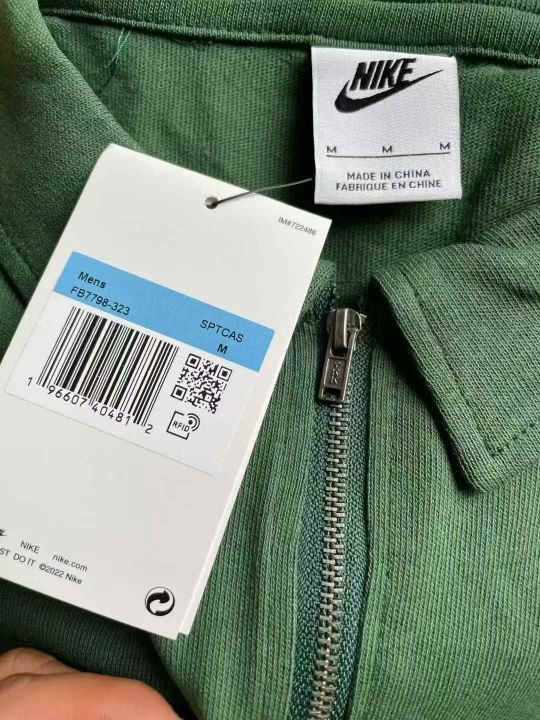 NIKE
M M M
MADE IN CHINA
FABRIQUE EN CHINE
IM#722486
Mens
FB7798-323
SPTCAS
M
1 96607 40481 2
RFID
NIKE nike.com
ST DO IT ©2022 Nike